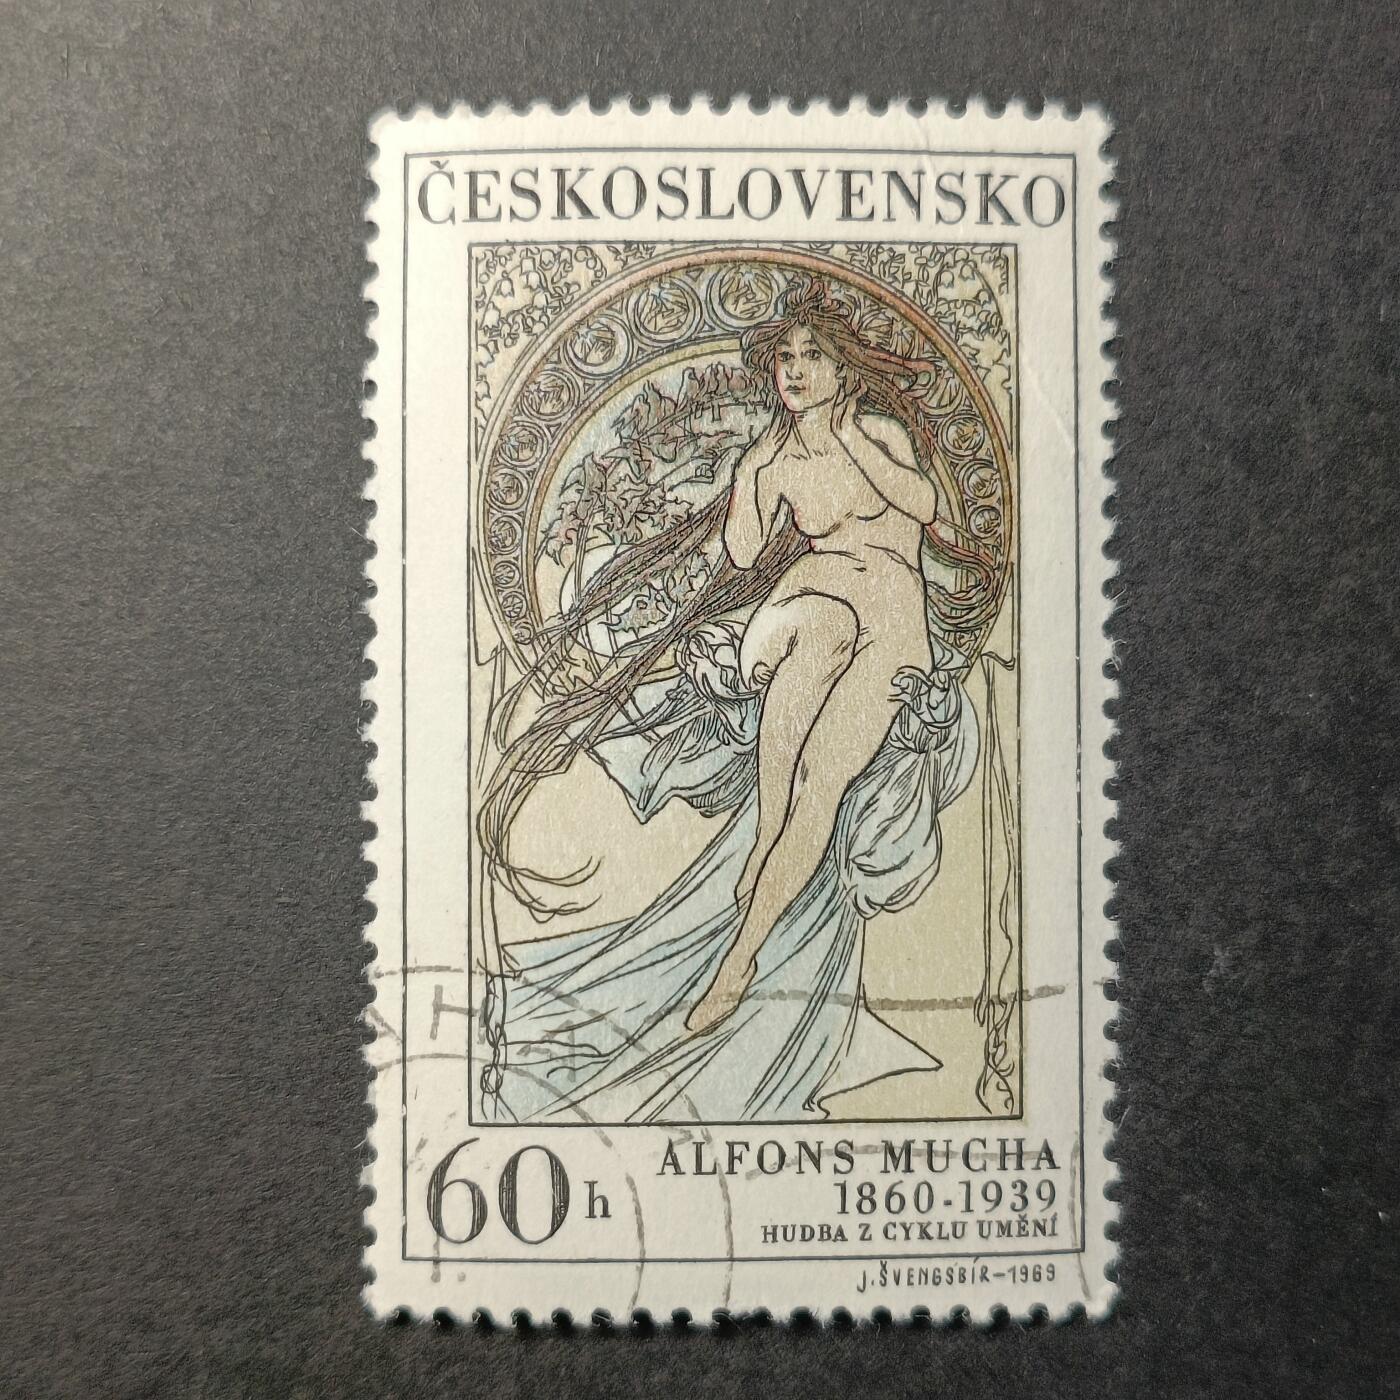 ČESKOSLOVENSKO
60 h
ALFONS MUCHA
1860-1939
HUDBA Z CYKLU UMĚNÍ
J. ŠVENGSBÍR-1969